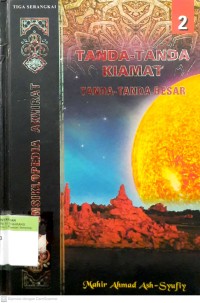 TIGA SERANGKAI
2
TANDA-TANDA
KIAMAT
TANDA-TANDA BESAR
ENSIKLOPEDIA AKHIRAT
Mahir Ahmad Ash-Syufiy